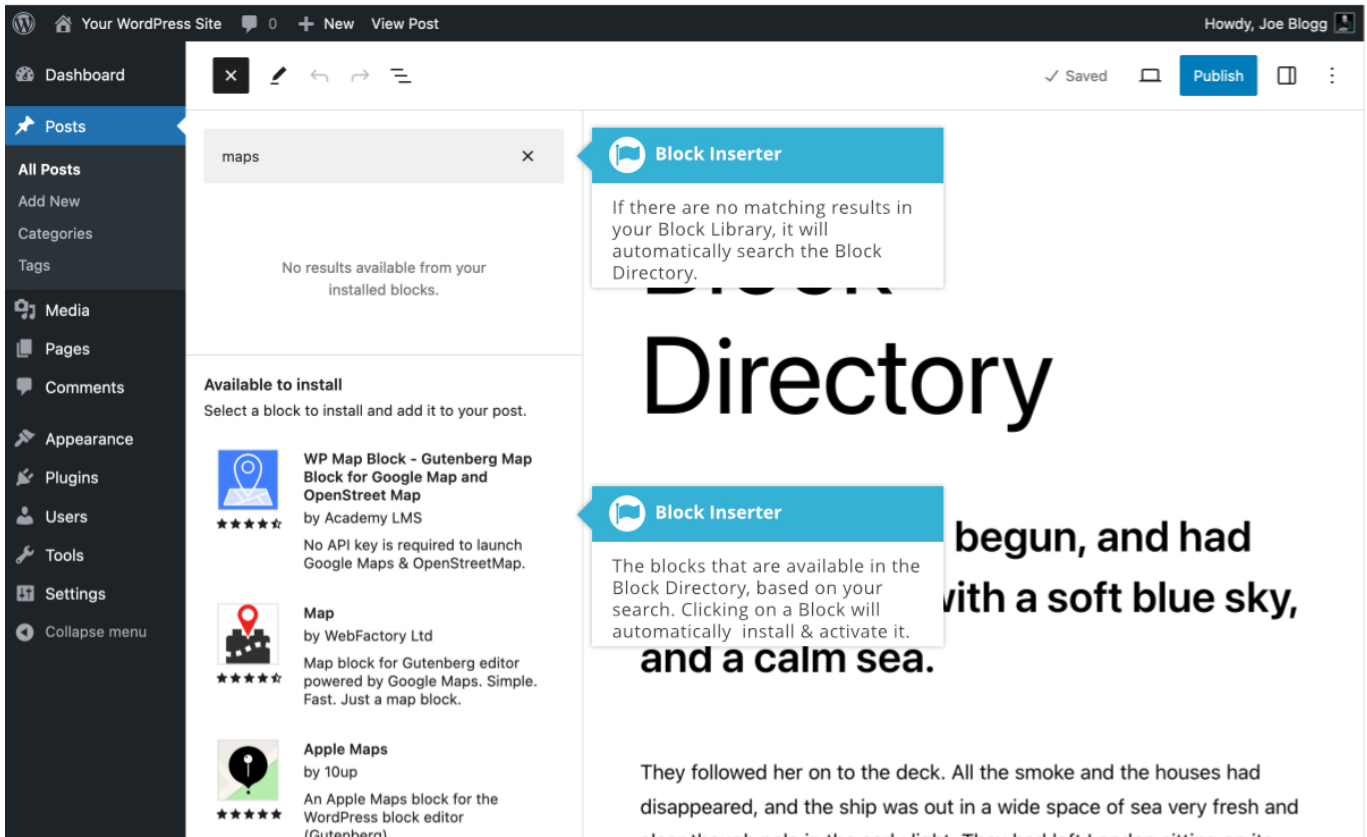 Your WordPress Site
0
New
View Post
Howdy, Joe Blogg
Dashboard
Posts
All Posts
Add New
Categories
Tags
Media
Pages
Comments
Appearance
Plugins
Users
Tools
Settings
Collapse menu
Saved
Publish
maps
No results available from your
installed blocks.
Available to install
Select a block to install and add it to your post.
WP Map Block - Gutenberg Map
Block for Google Map and
OpenStreet Map
by Academy LMS
No API key is required to launch
Google Maps & OpenStreetMap.
Map
by WebFactory Ltd
Map block for Gutenberg editor
powered by Google Maps. Simple.
Fast. Just a map block.
Apple Maps
by 10up
An Apple Maps block for the
WordPress block editor
(Gutenberg)
Block Inserter
If there are no matching results in
your Block Library, it will
automatically search the Block
Directory.
Block
Directory
Block Inserter
The blocks that are available in the
Block Directory, based on your
search. Clicking on a Block will
automatically install & activate it.
begun, and had
with a soft blue sky,
and a calm sea.
They followed her on to the deck. All the smoke and the houses had
disappeared, and the ship was out in a wide space of sea very fresh and